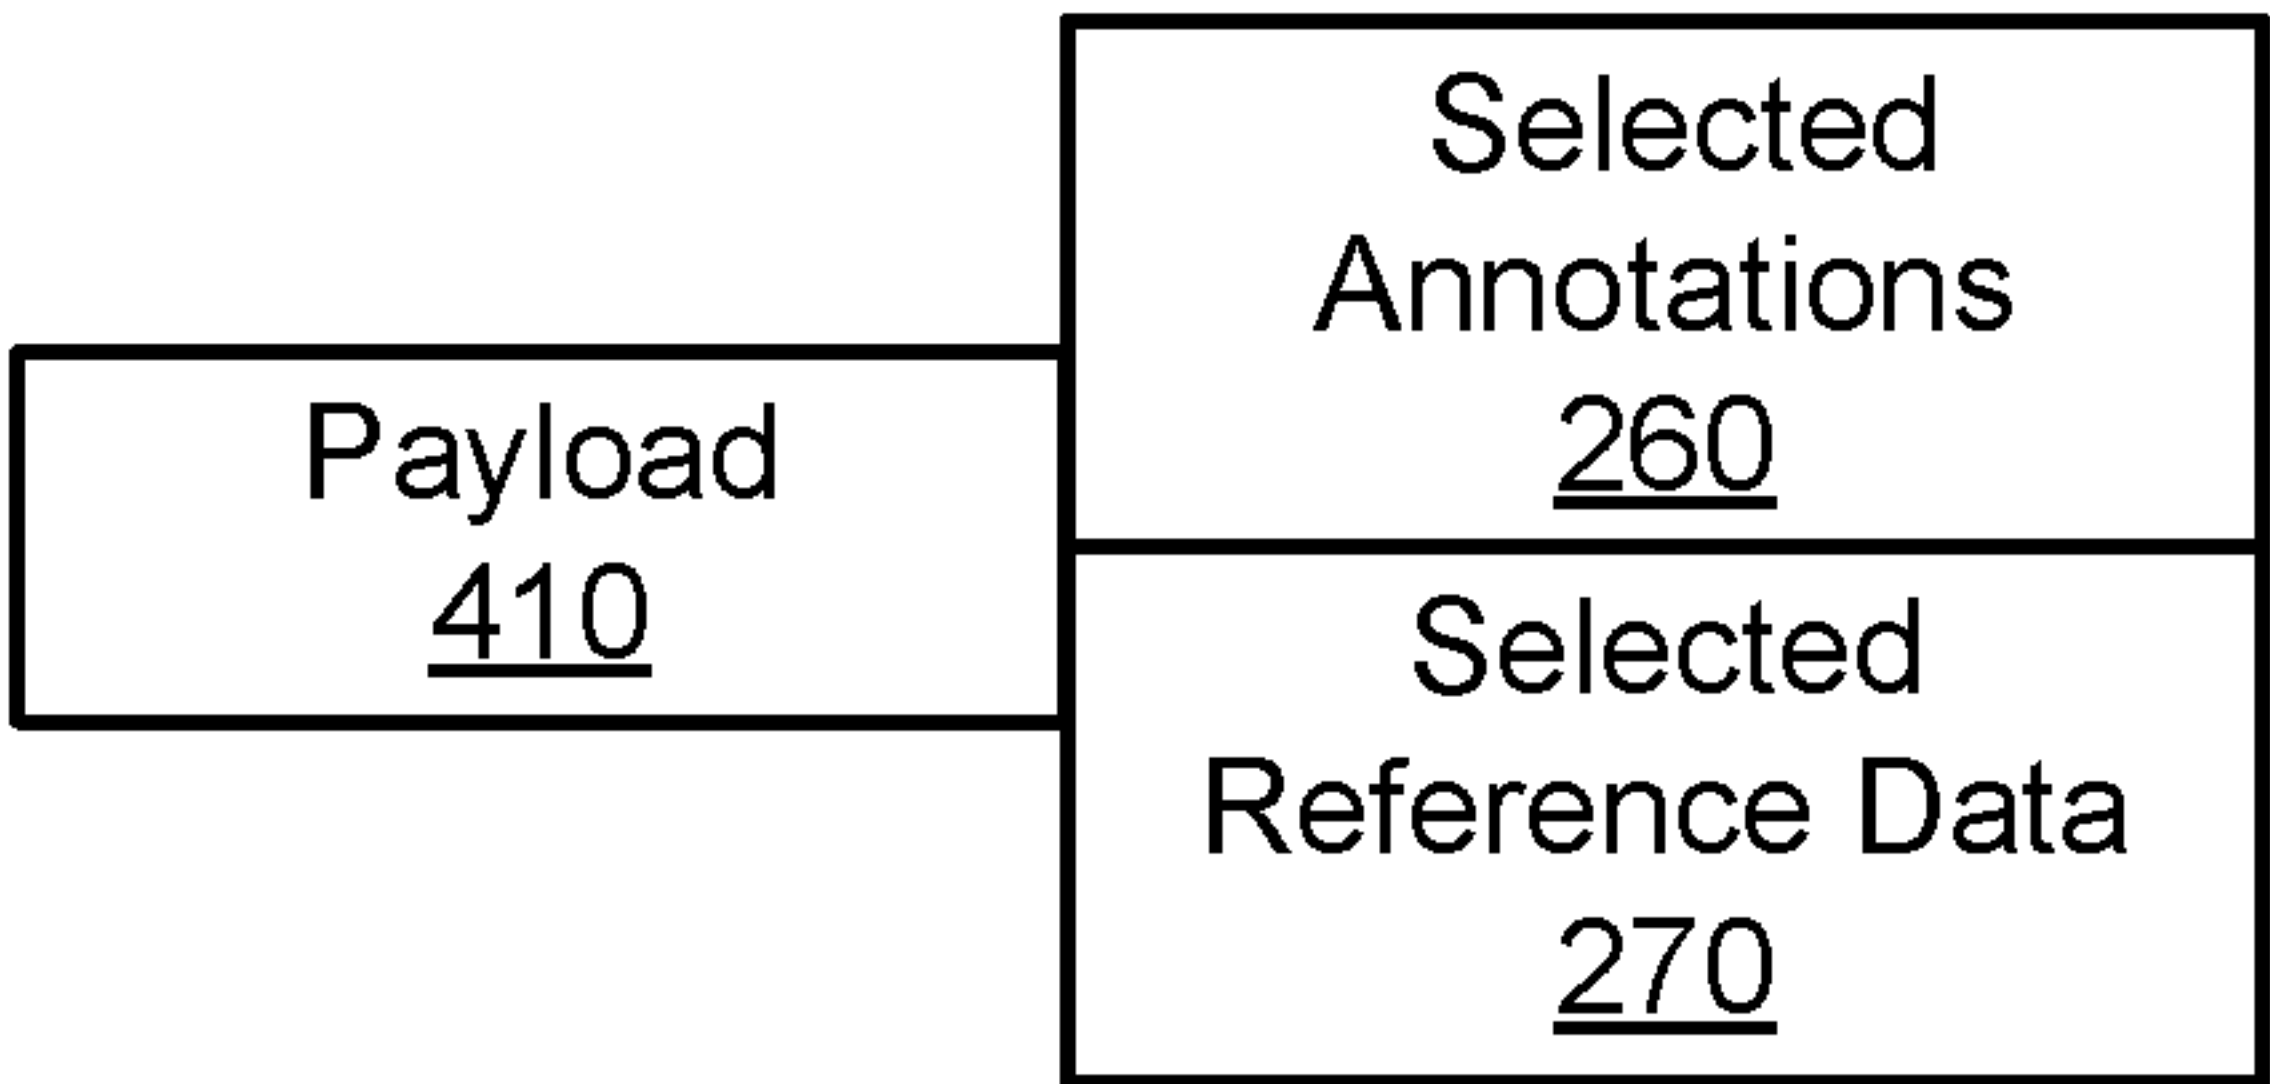 Payload
410
Selected
Annotations
260
Selected
Reference Data
270